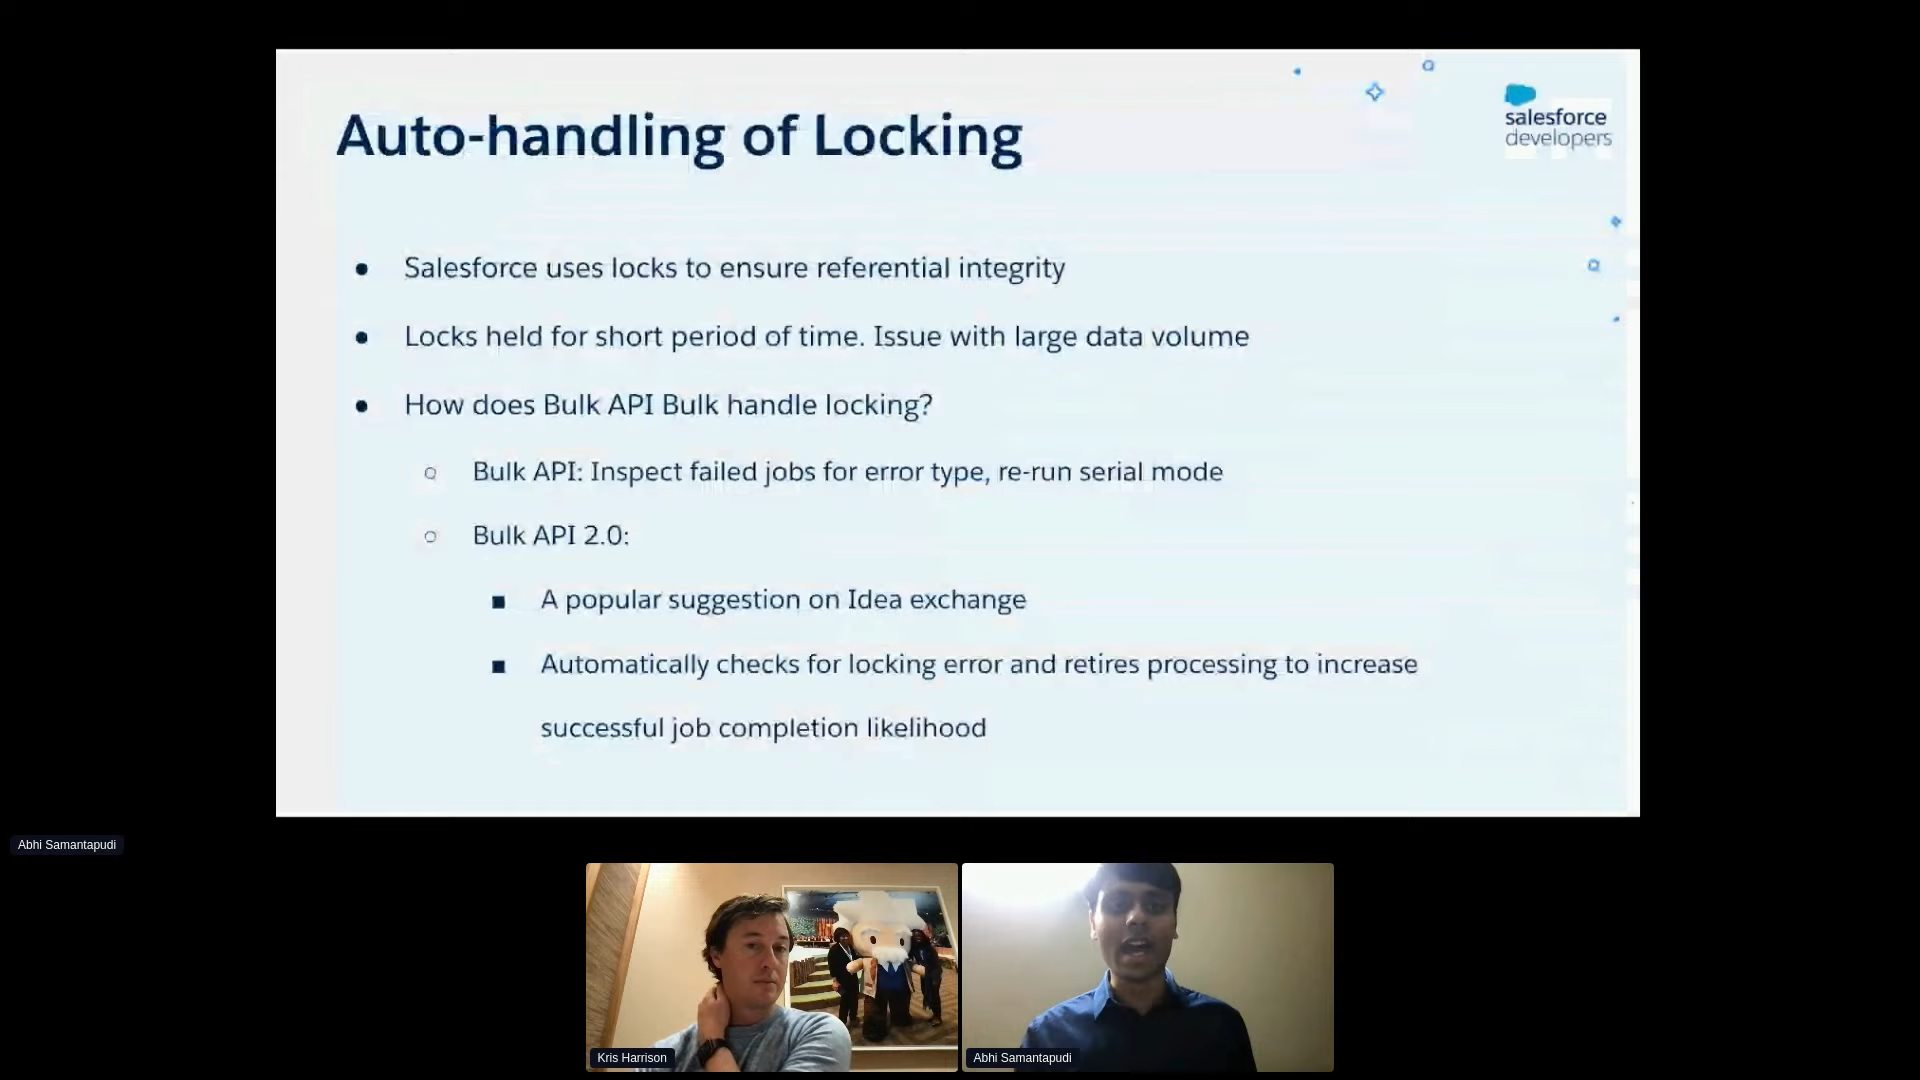 Auto-handling of Locking
salesforce
developers
● Salesforce uses locks to ensure referential integrity
● Locks held for short period of time. Issue with large data volume
● How does Bulk API Bulk handle locking?
○ Bulk API: Inspect failed jobs for error type, re-run serial mode
○ Bulk API 2.0:
■ A popular suggestion on Idea exchange
■ Automatically checks for locking error and retires processing to increase
successful job completion likelihood
Abhi Samantapudi
Kris Harrison
Abhi Samantapudi